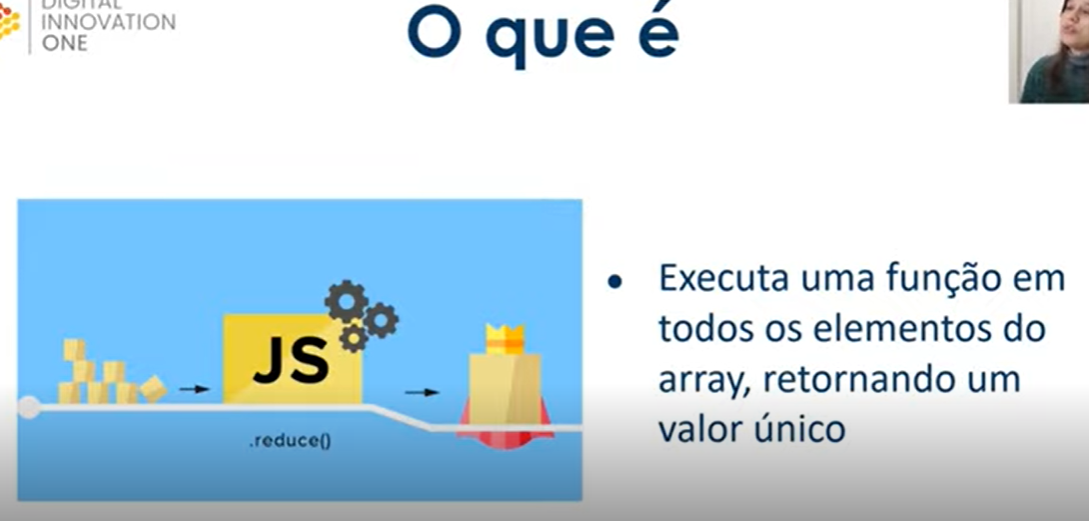 DIGITAL
INNOVATION
ONE
O que é
JS
.reduce()
• Executa uma função em
todos os elementos do
array, retornando um
valor único